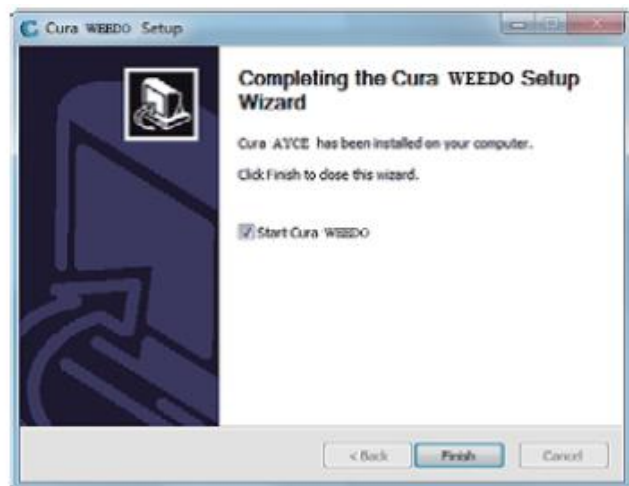 Cura WEEDO Setup
Completing the Cura WEEDO Setup
Wizard
Cura AYCE has been installed on your computer.
Click Finish to close this wizard.
Start Cura WEEDO
< Back
Finish
Cancel